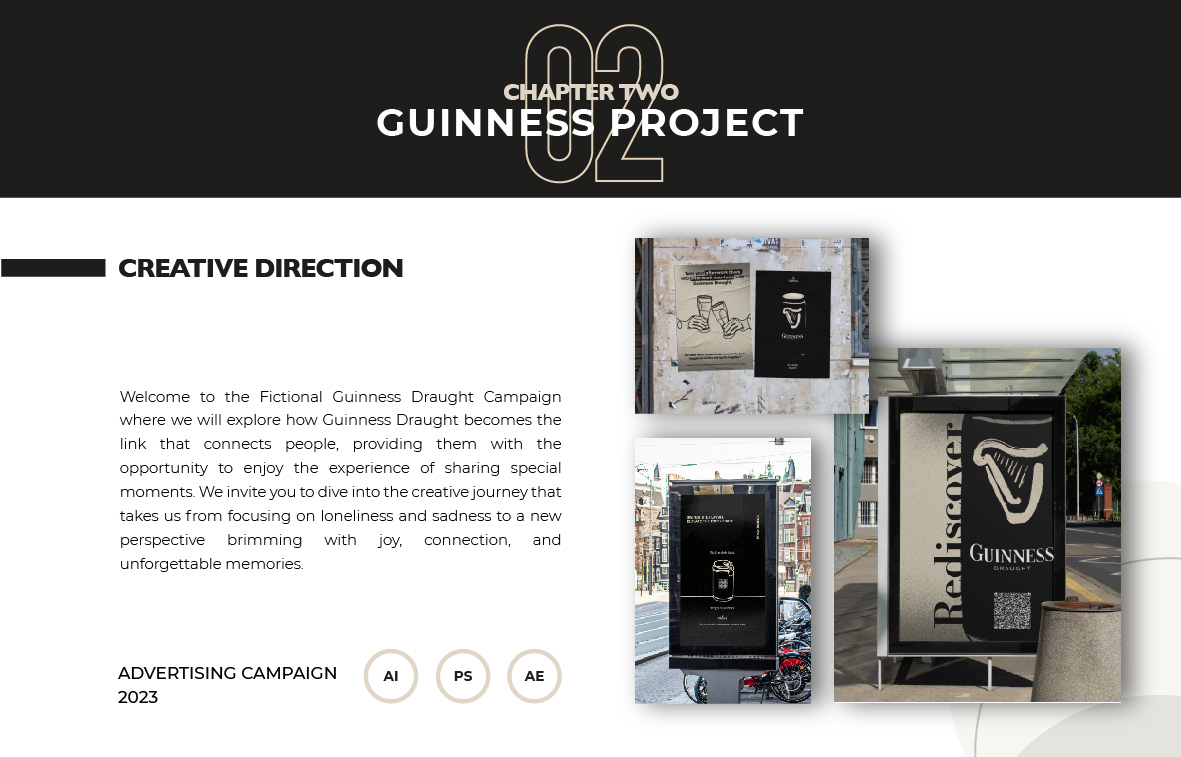 02
CHAPTER TWO
GUINNESS PROJECT
CREATIVE DIRECTION
Welcome to the Fictional Guinness Draught Campaign
where we will explore how Guinness Draught becomes the
link that connects people, providing them with the
opportunity to enjoy the experience of sharing special
moments. We invite you to dive into the creative journey that
takes us from focusing on loneliness and sadness to a new
perspective brimming with joy, connection, and
unforgettable memories.
ADVERTISING CAMPAIGN
2023
AI
PS
AE
Guinness Draught
GUINNESS
Rediscover
GUINNESS
DRAUGHT